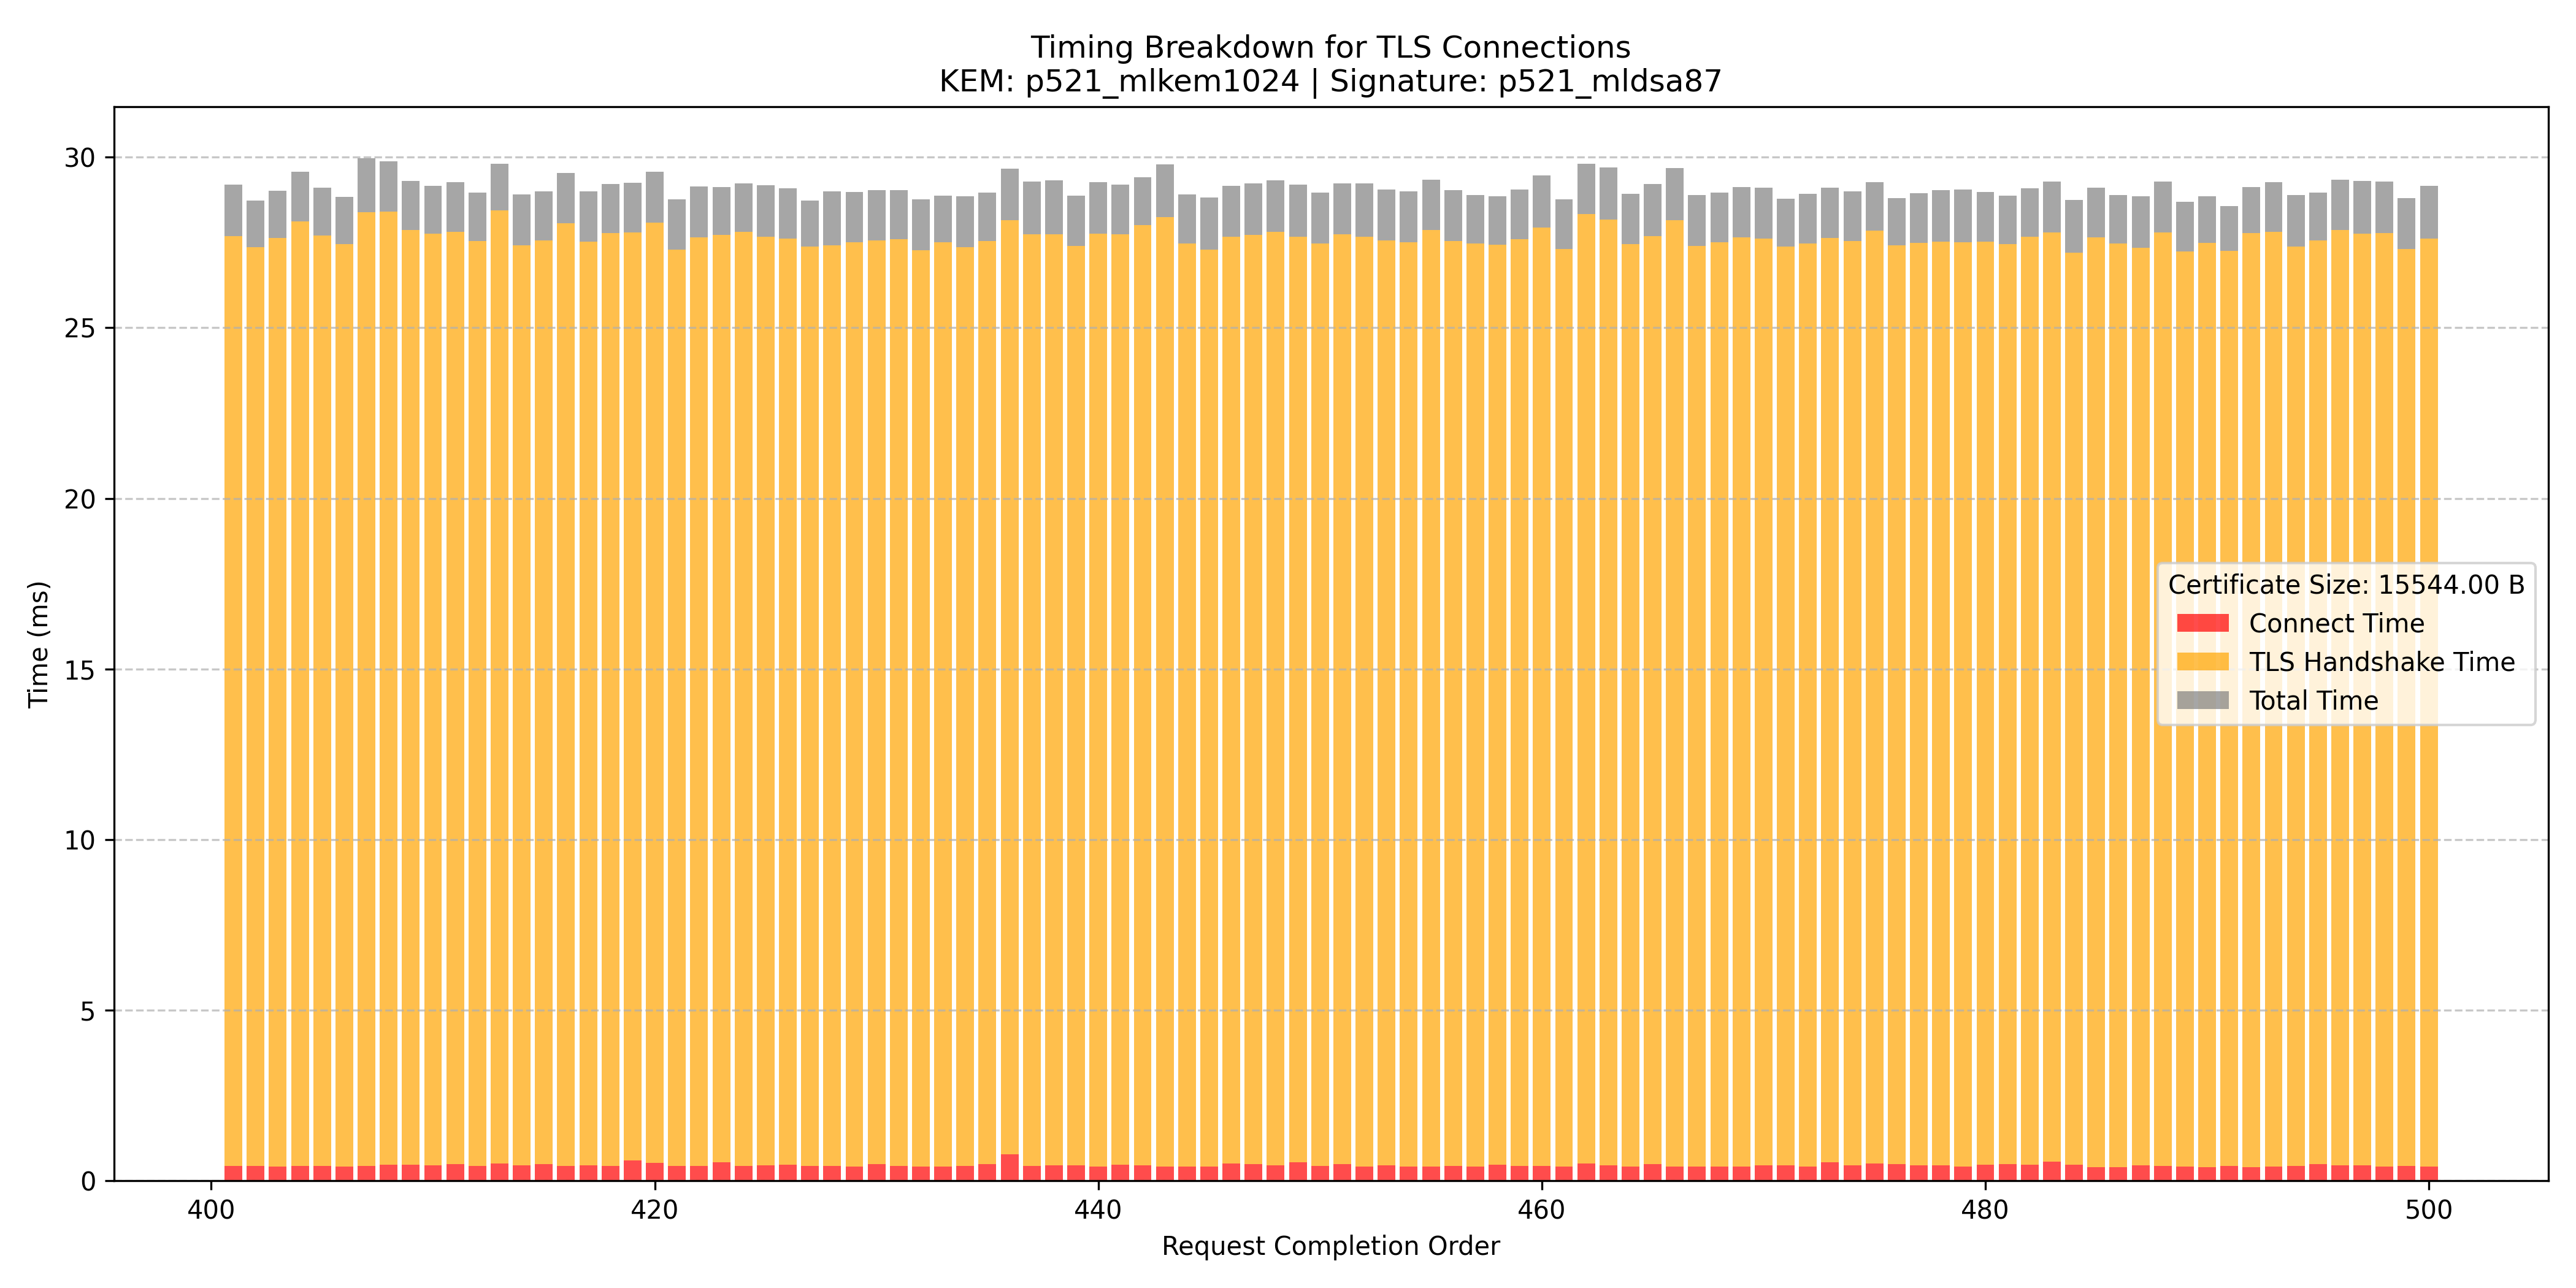 Timing Breakdown for TLS Connections
KEM: p521_mlkem1024 | Signature: p521_mldsa87
Time (ms)
30
25
20
15
10
5
0
Certificate Size: 15544.00 B
Connect Time
TLS Handshake Time
Total Time
400 420 440 460 480 500
Request Completion Order